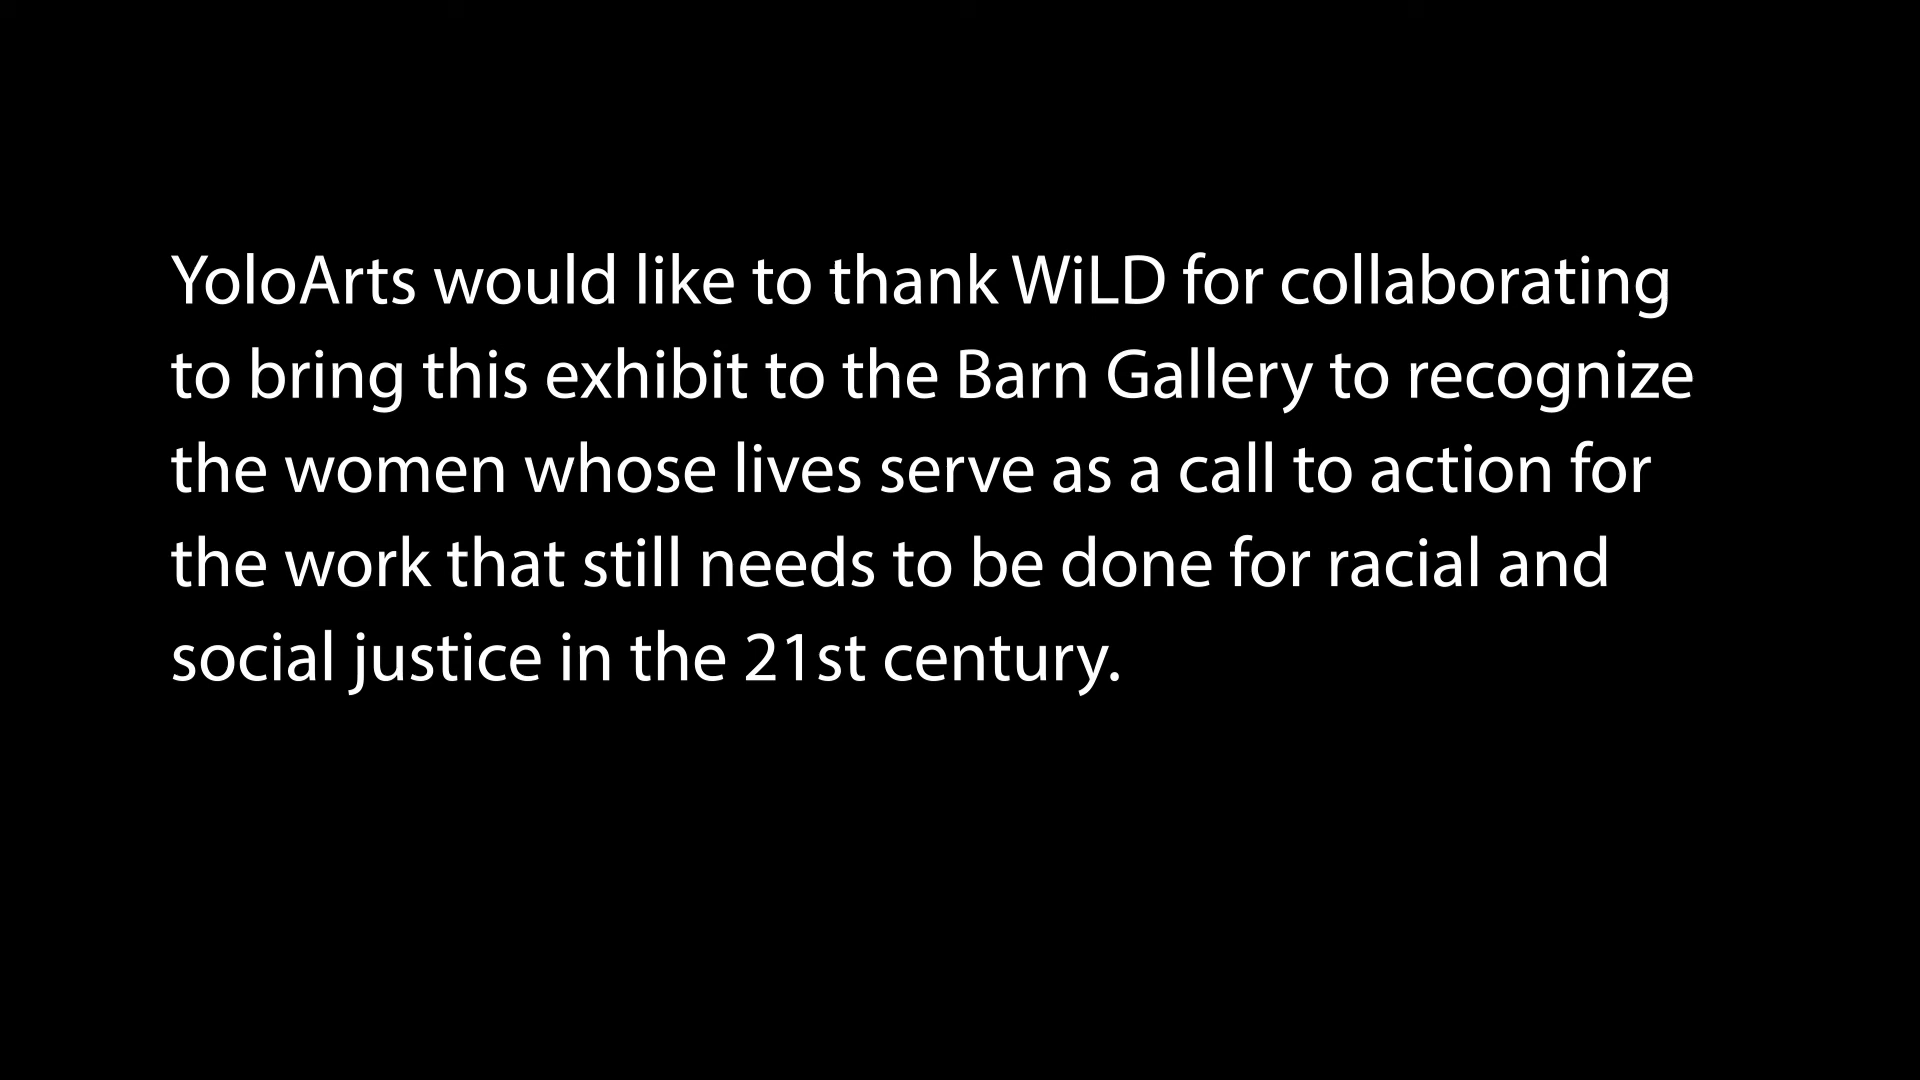 YoloArts would like to thank WiLD for collaborating
to bring this exhibit to the Barn Gallery to recognize
the women whose lives serve as a call to action for
the work that still needs to be done for racial and
social justice in the 21st century.